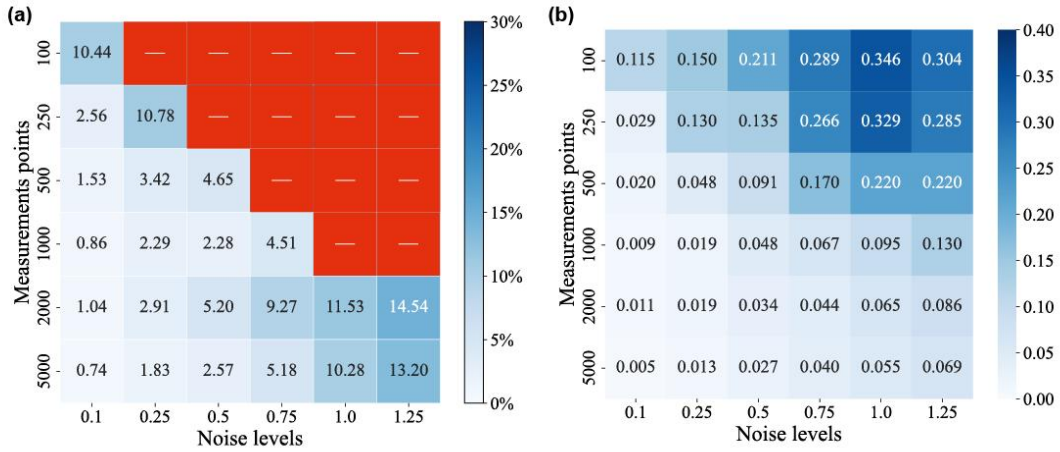 (a)
Measurements points
100 10.44 — — — — —
250 2.56 10.78 — — — —
500 1.53 3.42 4.65 — — —
1000 0.86 2.29 2.28 4.51 — —
2000 1.04 2.91 5.20 9.27 11.53 14.54
5000 0.74 1.83 2.57 5.18 10.28 13.20
0.1 0.25 0.5 0.75 1.0 1.25
Noise levels
30%
25%
20%
15%
10%
5%
0%
(b)
Measurements points
100 0.115 0.150 0.211 0.289 0.346 0.304
250 0.029 0.130 0.135 0.266 0.329 0.285
500 0.020 0.048 0.091 0.170 0.220 0.220
1000 0.009 0.019 0.048 0.067 0.095 0.130
2000 0.011 0.019 0.034 0.044 0.065 0.086
5000 0.005 0.013 0.027 0.040 0.055 0.069
0.1 0.25 0.5 0.75 1.0 1.25
Noise levels
0.40
0.35
0.30
0.25
0.20
0.15
0.10
0.05
0.00